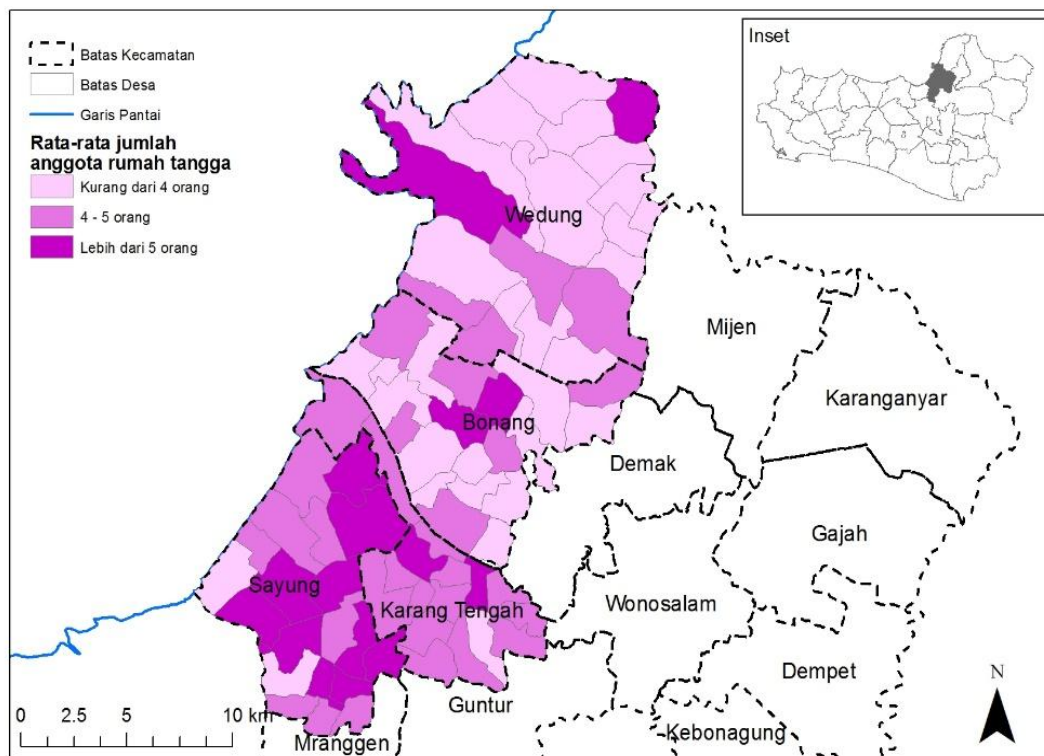 Batas Kecamatan
Batas Desa
Garis Pantai
Rata-rata jumlah
anggota rumah tangga
Kurang dari 4 orang
4 - 5 orang
Lebih dari 5 orang
Inset
Wedung
Mijen
Karanganyar
Bonang
Demak
Gajah
Sayung
Karang Tengah
Wonosalam
Dempet
Guntur
Kebonagung
Mranggen
0 2.5 5 10 km
N